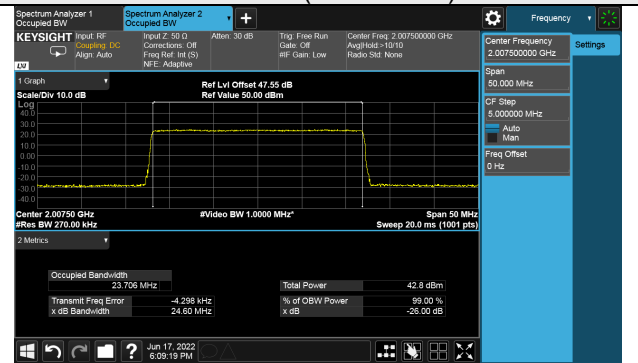 Spectrum Analyzer 1
Occupied BW
Spectrum Analyzer 2
Occupied BW
Frequency
KEYSIGHT
Input: RF
Coupling: DC
Align: Auto
Input Z: 50 Ω
Corrections: Off
Freq Ref: Int (S)
NFE: Adaptive
Atten: 30 dB
Trig: Free Run
Gate: Off
#IF Gain: Low
Center Freq: 2.007500000 GHz
Avg|Hold:>10/10
Radio Std: None
LXI
Center Frequency
2.007500000 GHz
Settings
Span
50.000 MHz
CF Step
5.000000 MHz
Auto
Man
Freq Offset
0 Hz
1 Graph
Scale/Div 10.0 dB
Ref Lvl Offset 47.55 dB
Ref Value 50.00 dBm
Log
40.0
30.0
20.0
10.0
0.00
-10.0
-20.0
-30.0
-40.0
Center 2.00750 GHz
#Video BW 1.0000 MHz*
Span 50 MHz
#Res BW 270.00 kHz
Sweep 20.0 ms (1001 pts)
2 Metrics
Occupied Bandwidth
23.706 MHz
Total Power
42.8 dBm
Transmit Freq Error
-4.298 kHz
% of OBW Power
99.00 %
x dB Bandwidth
24.60 MHz
x dB
-26.00 dB
Jun 17, 2022
6:09:19 PM